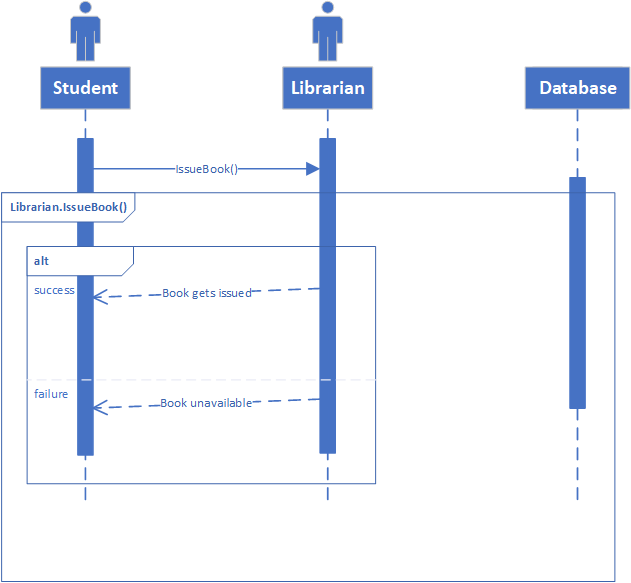 Student
Librarian
Database
IssueBook()
Librarian.IssueBook()
alt
success
Book gets issued
failure
Book unavailable